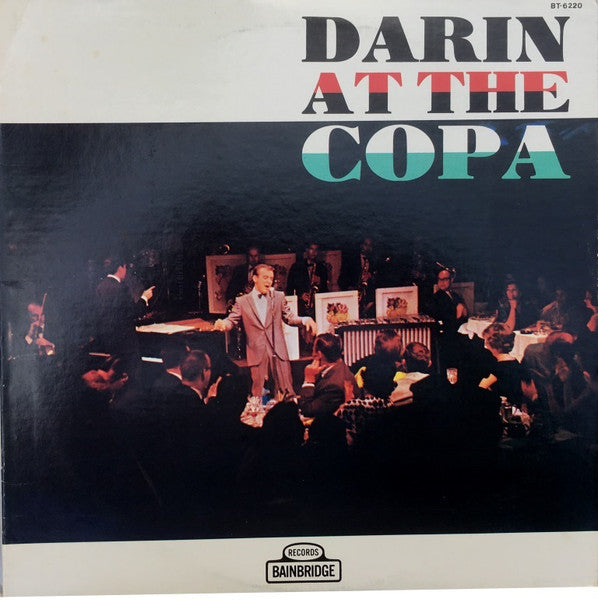 BT-6220
DARIN
AT THE
COPA
RECORDS
BAINBRIDGE